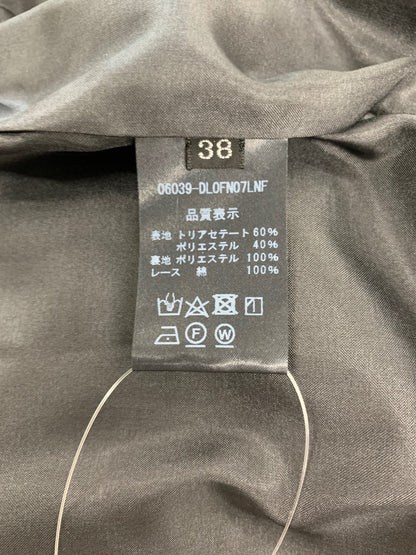 38
06039-DLOFN07LNF
品質表示
表地 トリアセテート 60%
ポリエステル 40%
裏地 ポリエステル 100%
レース 綿 100%
F W